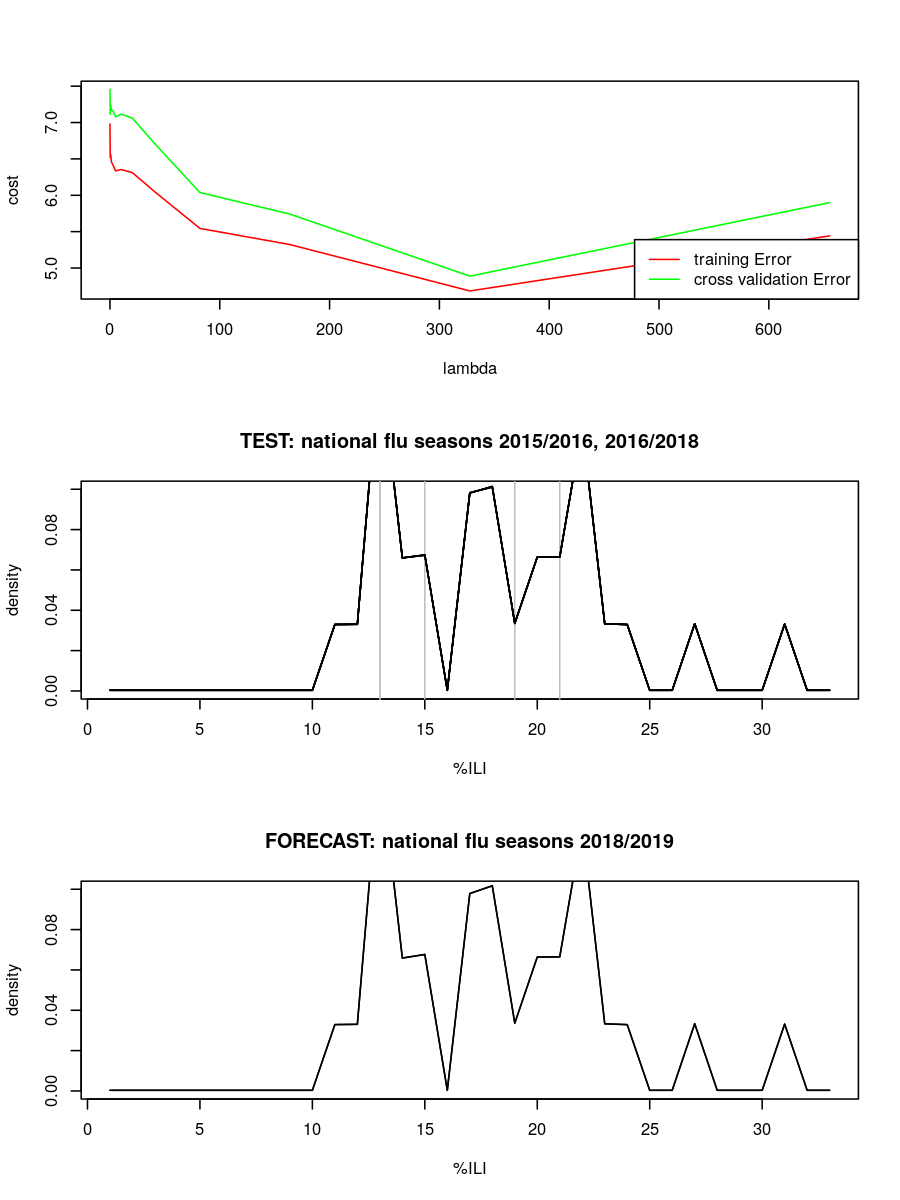 cost
7.0
6.0
5.0
training Error
cross validation Error
0 100 200 300 400 500 600
lambda
TEST: national flu seasons 2015/2016, 2016/2018
density
0.08
0.04
0.00
0 5 10 15 20 25 30
%ILI
FORECAST: national flu seasons 2018/2019
density
0.08
0.04
0.00
0 5 10 15 20 25 30
%ILI